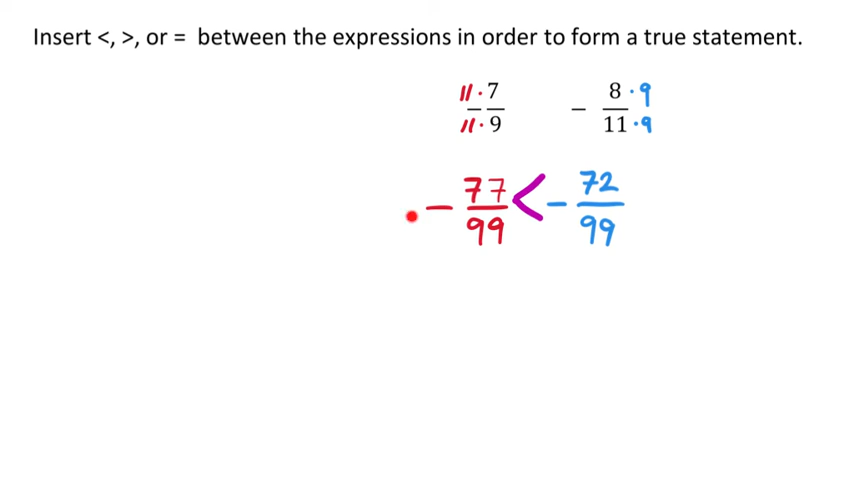 Insert <, >, or = between the expressions in order to form a true statement.
11 · 7 8 · 9
− —
11 · 9 11 · 9
− 77/99 < − 72/99